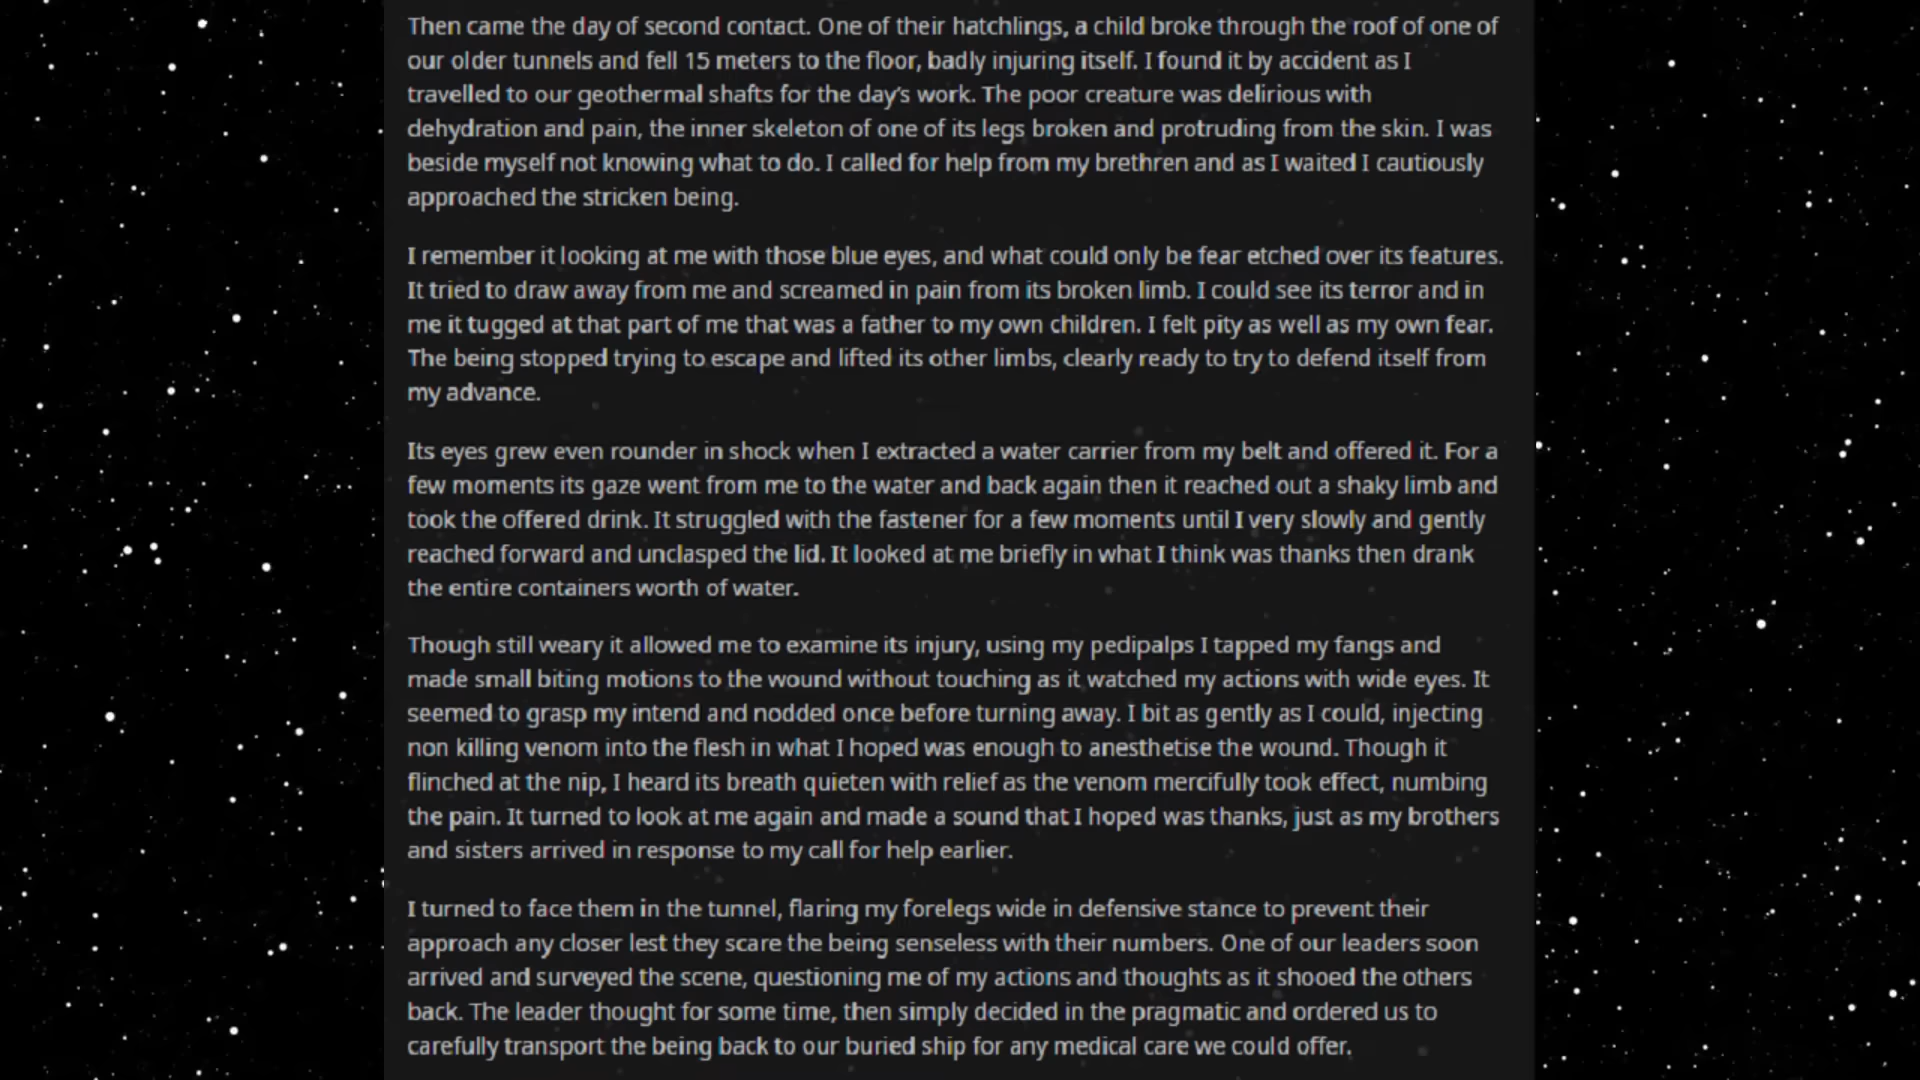 Then came the day of second contact. One of their hatchlings, a child broke through the roof of one of
our older tunnels and fell 15 meters to the floor, badly injuring itself. I found it by accident as I
travelled to our geothermal shafts for the day's work. The poor creature was delirious with
dehydration and pain, the inner skeleton of one of its legs broken and protruding from the skin. I was
beside myself not knowing what to do. I called for help from my brethren and as I waited I cautiously
approached the stricken being.
I remember it looking at me with those blue eyes, and what could only be fear etched over its features.
It tried to draw away from me and screamed in pain from its broken limb. I could see its terror and in
me it tugged at that part of me that was a father to my own children. I felt pity as well as my own fear.
The being stopped trying to escape and lifted its other limbs, clearly ready to try to defend itself from
my advance.
Its eyes grew even rounder in shock when I extracted a water carrier from my belt and offered it. For a
few moments its gaze went from me to the water and back again then it reached out a shaky limb and
took the offered drink. It struggled with the fastener for a few moments until I very slowly and gently
reached forward and unclasped the lid. It looked at me briefly in what I think was thanks then drank
the entire containers worth of water.
Though still weary it allowed me to examine its injury, using my pedipalps I tapped my fangs and
made small biting motions to the wound without touching as it watched my actions with wide eyes. It
seemed to grasp my intend and nodded once before turning away. I bit as gently as I could, injecting
non killing venom into the flesh in what I hoped was enough to anesthetise the wound. Though it
flinched at the nip, I heard its breath quieten with relief as the venom mercifully took effect, numbing
the pain. It turned to look at me again and made a sound that I hoped was thanks, just as my brothers
and sisters arrived in response to my call for help earlier.
I turned to face them in the tunnel, flaring my forelegs wide in defensive stance to prevent their
approach any closer lest they scare the being senseless with their numbers. One of our leaders soon
arrived and surveyed the scene, questioning me of my actions and thoughts as it shooed the others
back. The leader thought for some time, then simply decided in the pragmatic and ordered us to
carefully transport the being back to our buried ship for any medical care we could offer.